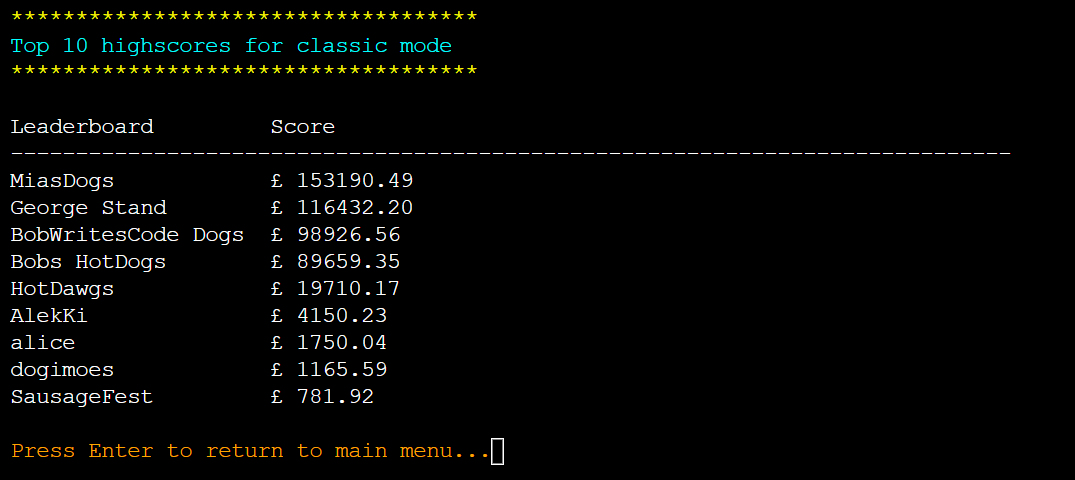 ************************************
Top 10 highscores for classic mode
************************************
Leaderboard Score
-----------------------------------------------------------------------------
MiasDogs £ 153190.49
George Stand £ 116432.20
BobWritesCode Dogs £ 98926.56
Bobs HotDogs £ 89659.35
HotDawgs £ 19710.17
AlekKi £ 4150.23
alice £ 1750.04
dogimoes £ 1165.59
SausageFest £ 781.92
Press Enter to return to main menu...